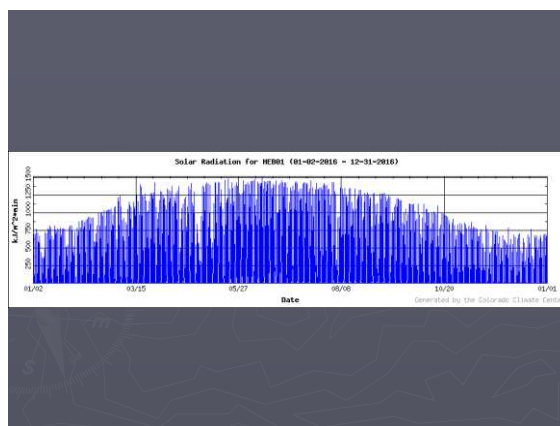 Solar Radiation for HEB01 (01-02-2016 - 12-31-2016)
1500
1250
1000
750
500
250
kJ/m^2*min
01/02 03/15 05/27 08/08 10/20 01/01
Date
Generated by the Colorado Climate Cente
m
S